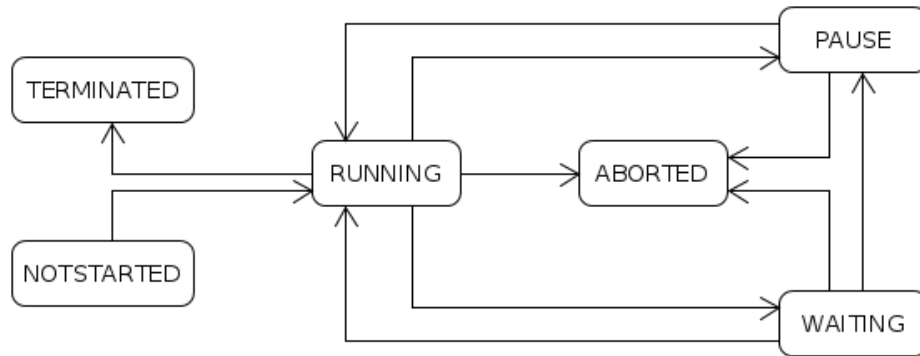 PAUSE
TERMINATED
RUNNING
ABORTED
NOTSTARTED
WAITING